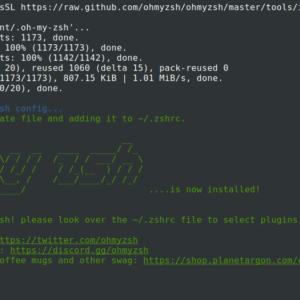 sSL https://raw.github.com/ohmyzsh/ohmyzsh/master/tools/i
nt/.oh-my-zsh'...
ts: 1173, done.
100% (1173/1173), done.
ts: 100% (1142/1142), done.
20), reused 1060 (delta 15), pack-reused 0
1173/1173), 807.15 KiB | 1.01 MiB/s, done.
0/20), done.
sh config...
ate file and adding it to ~/.zshrc.
....is now installed!
sh! please look over the ~/.zshrc file to select plugins
ttps://twitter.com/ohmyzsh
: https://discord.gg/ohmyzsh
offee mugs and other swag: https://shop.planetargon.com/